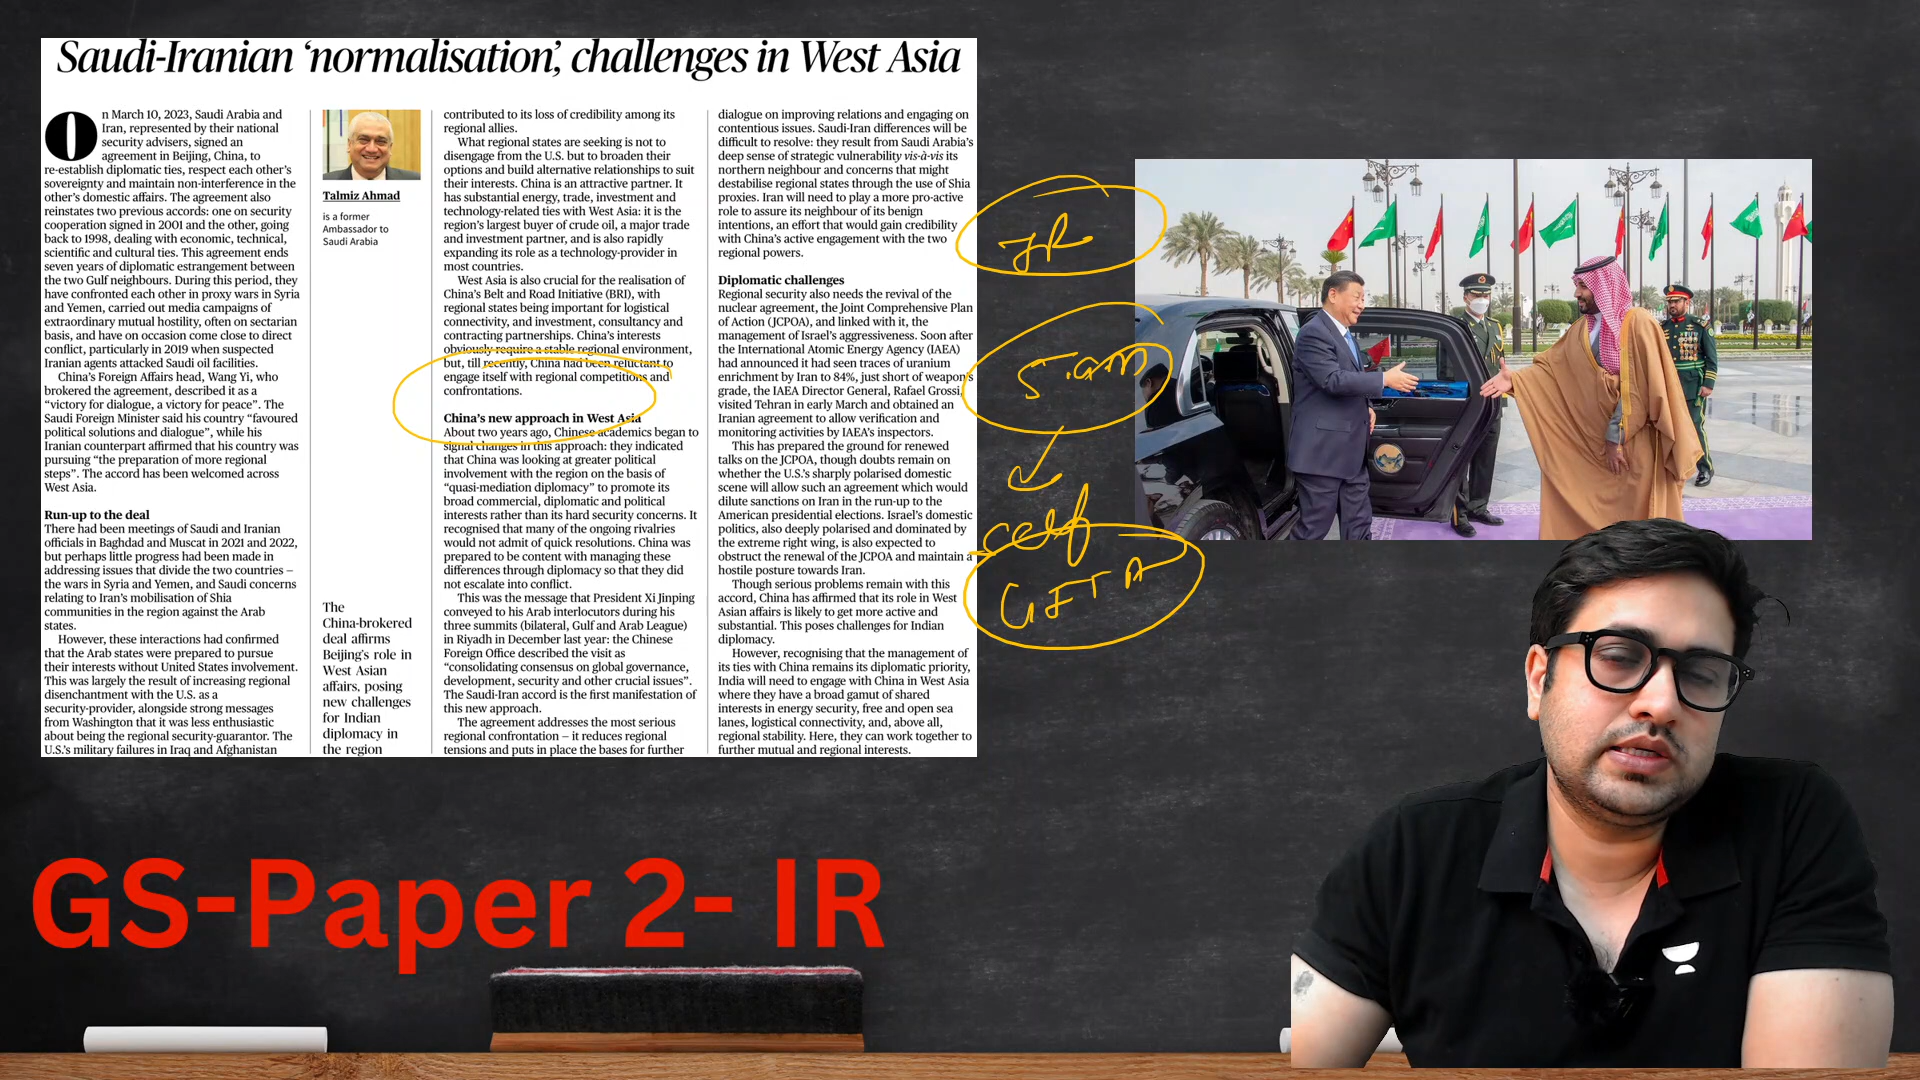 Saudi-Iranian ‘normalisation’, challenges in West Asia
On March 10, 2023, Saudi Arabia and
Iran, represented by their national
security advisers, signed an
agreement in Beijing, China, to
re-establish diplomatic ties, respect each other’s
sovereignty and maintain non-interference in the
other’s domestic affairs. The agreement also
reinstates two previous accords: one on security
cooperation signed in 2001 and the other, going
back to 1998, dealing with economic, technical,
scientific and cultural ties. This agreement ends
seven years of diplomatic estrangement between
the two Gulf neighbours. During this period, they
have confronted each other in proxy wars in Syria
and Yemen, carried out media campaigns of
extraordinary mutual hostility, often on sectarian
basis, and have on occasion come close to direct
conflict, particularly in 2019 when suspected
Iranian agents attacked Saudi oil facilities.
China’s Foreign Affairs head, Wang Yi, who
brokered the agreement, described it as a
“victory for dialogue, a victory for peace”. The
Saudi Foreign Minister said his country “favoured
political solutions and dialogue”, while his
Iranian counterpart affirmed that his country was
pursuing “the preparation of more regional
steps”. The accord has been welcomed across
West Asia.
Run-up to the deal
There had been meetings of Saudi and Iranian
officials in Baghdad and Muscat in 2021 and 2022,
but perhaps little progress had been made in
addressing issues that divide the two countries –
the wars in Syria and Yemen, and Saudi concerns
relating to Iran’s mobilisation of Shia
communities in the region against the Arab
states.
However, these interactions had confirmed
that the Arab states were prepared to pursue
their interests without United States involvement.
This was largely the result of increasing regional
disenchantment with the U.S. as a
security-provider, alongside strong messages
from Washington that it was less enthusiastic
about being the regional security-guarantor. The
U.S.’s military failures in Iraq and Afghanistan
Talmiz Ahmad
is a former
Ambassador to
Saudi Arabia
The
China-brokered
deal affirms
Beijing’s role in
West Asian
affairs, posing
new challenges
for Indian
diplomacy in
the region
contributed to its loss of credibility among its
regional allies.
What regional states are seeking is not to
disengage from the U.S. but to broaden their
options and build alternative relationships to suit
their interests. China is an attractive partner. It
has substantial energy, trade, investment and
technology-related ties with West Asia: it is the
region’s largest buyer of crude oil, a major trade
and investment partner, and is also rapidly
expanding its role as a technology-provider in
most countries.
West Asia is also crucial for the realisation of
China’s Belt and Road Initiative (BRI), with
regional states being important for logistical
connectivity, and investment, consultancy and
contracting partnerships. China’s interests
obviously require a stable regional environment,
but, till recently, China had been reluctant to
engage itself with regional competitions and
confrontations.
China’s new approach in West Asia
About two years ago, Chinese academics began to
signal changes in this approach: they indicated
that China was looking at greater political
involvement with the region on the basis of
“quasi-mediation diplomacy” to promote its
broad commercial, diplomatic and political
interests rather than its hard security concerns. It
recognised that many of the ongoing rivalries
would not admit of quick resolutions. China was
prepared to be content with managing these
differences through diplomacy so that they did
not escalate into conflict.
This was the message that President Xi Jinping
conveyed to his Arab interlocutors during his
three summits (bilateral, Gulf and Arab League)
in Riyadh in December last year: the Chinese
Foreign Office described the visit as
“consolidating consensus on global governance,
development, security and other crucial issues”.
The Saudi-Iran accord is the first manifestation of
this new approach.
The agreement addresses the most serious
regional confrontation – it reduces regional
tensions and puts in place the bases for further
dialogue on improving relations and engaging on
contentious issues. Saudi-Iran differences will be
difficult to resolve: they result from Saudi Arabia’s
deep sense of strategic vulnerability vis-à-vis its
northern neighbour and concerns that might
destabilise regional states through the use of Shia
proxies. Iran will need to play a more pro-active
role to assure its neighbour of its benign
intentions, an effort that would gain credibility
with China’s active engagement with the two
regional powers.
Diplomatic challenges
Regional security also needs the revival of the
nuclear agreement, the Joint Comprehensive Plan
of Action (JCPOA), and linked with it, the
management of Israel’s aggressiveness. Soon after
the International Atomic Energy Agency (IAEA)
had announced it had seen traces of uranium
enrichment by Iran to 84%, just short of weapon’s
grade, the IAEA Director General, Rafael Grossi,
visited Tehran in early March and obtained an
Iranian agreement to allow verification and
monitoring activities by IAEA’s inspectors.
This has prepared the ground for renewed
talks on the JCPOA, though doubts remain on
whether the U.S.’s sharply polarised domestic
scene will allow such an agreement which would
dilute sanctions on Iran in the run-up to the
American presidential elections. Israel’s domestic
politics, also deeply polarised and dominated by
the extreme right wing, is also expected to
obstruct the renewal of the JCPOA and maintain a
hostile posture towards Iran.
Though serious problems remain with this
accord, China has affirmed that its role in West
Asian affairs is likely to get more active and
substantial. This poses challenges for Indian
diplomacy.
However, recognising that the management of
its ties with China remains its diplomatic priority,
India will need to engage with China in West Asia
where they have a broad gamut of shared
interests in energy security, free and open sea
lanes, logistical connectivity, and, above all,
regional stability. Here, they can work together to
further mutual and regional interests.
self
GS-Paper 2- IR